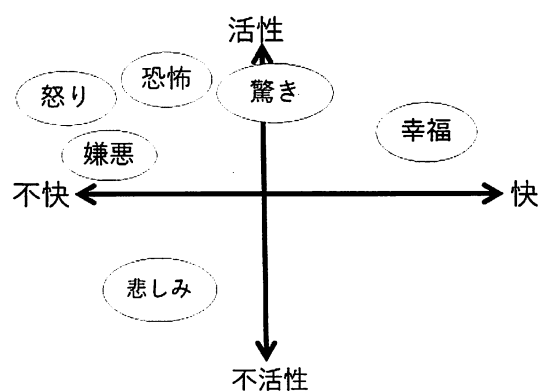 活性
恐怖
驚き
怒り
幸福
嫌悪
不快
快
悲しみ
不活性